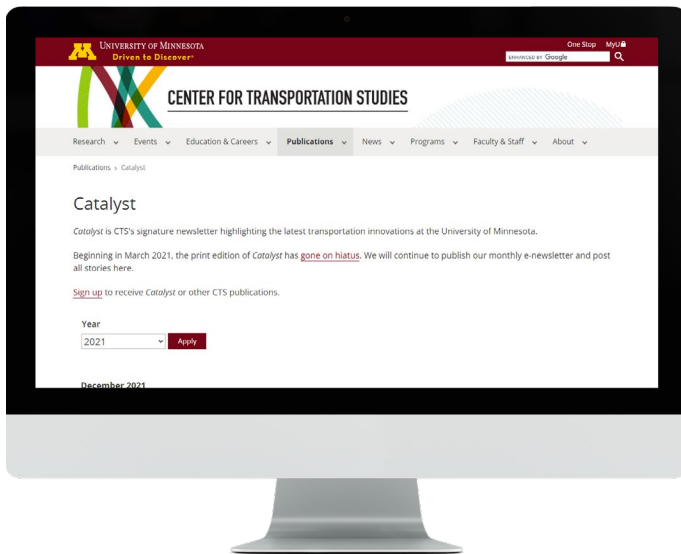 UNIVERSITY OF MINNESOTA
Driven to Discover®
One Stop MyU
ENHANCED BY Google
CENTER FOR TRANSPORTATION STUDIES
Research Events Education & Careers Publications News Programs Faculty & Staff About
Publications > Catalyst
Catalyst
Catalyst is CTS's signature newsletter highlighting the latest transportation innovations at the University of Minnesota.
Beginning in March 2021, the print edition of Catalyst has gone on hiatus. We will continue to publish our monthly e-newsletter and post
all stories here.
Sign up to receive Catalyst or other CTS publications.
Year
2021 Apply
December 2021